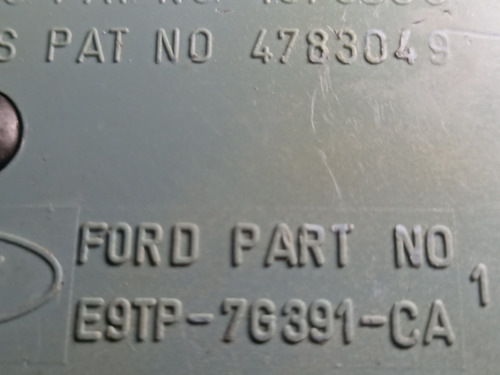 S PAT NO 4783049
FORD PART NO
E9TP-7G391-CA
1